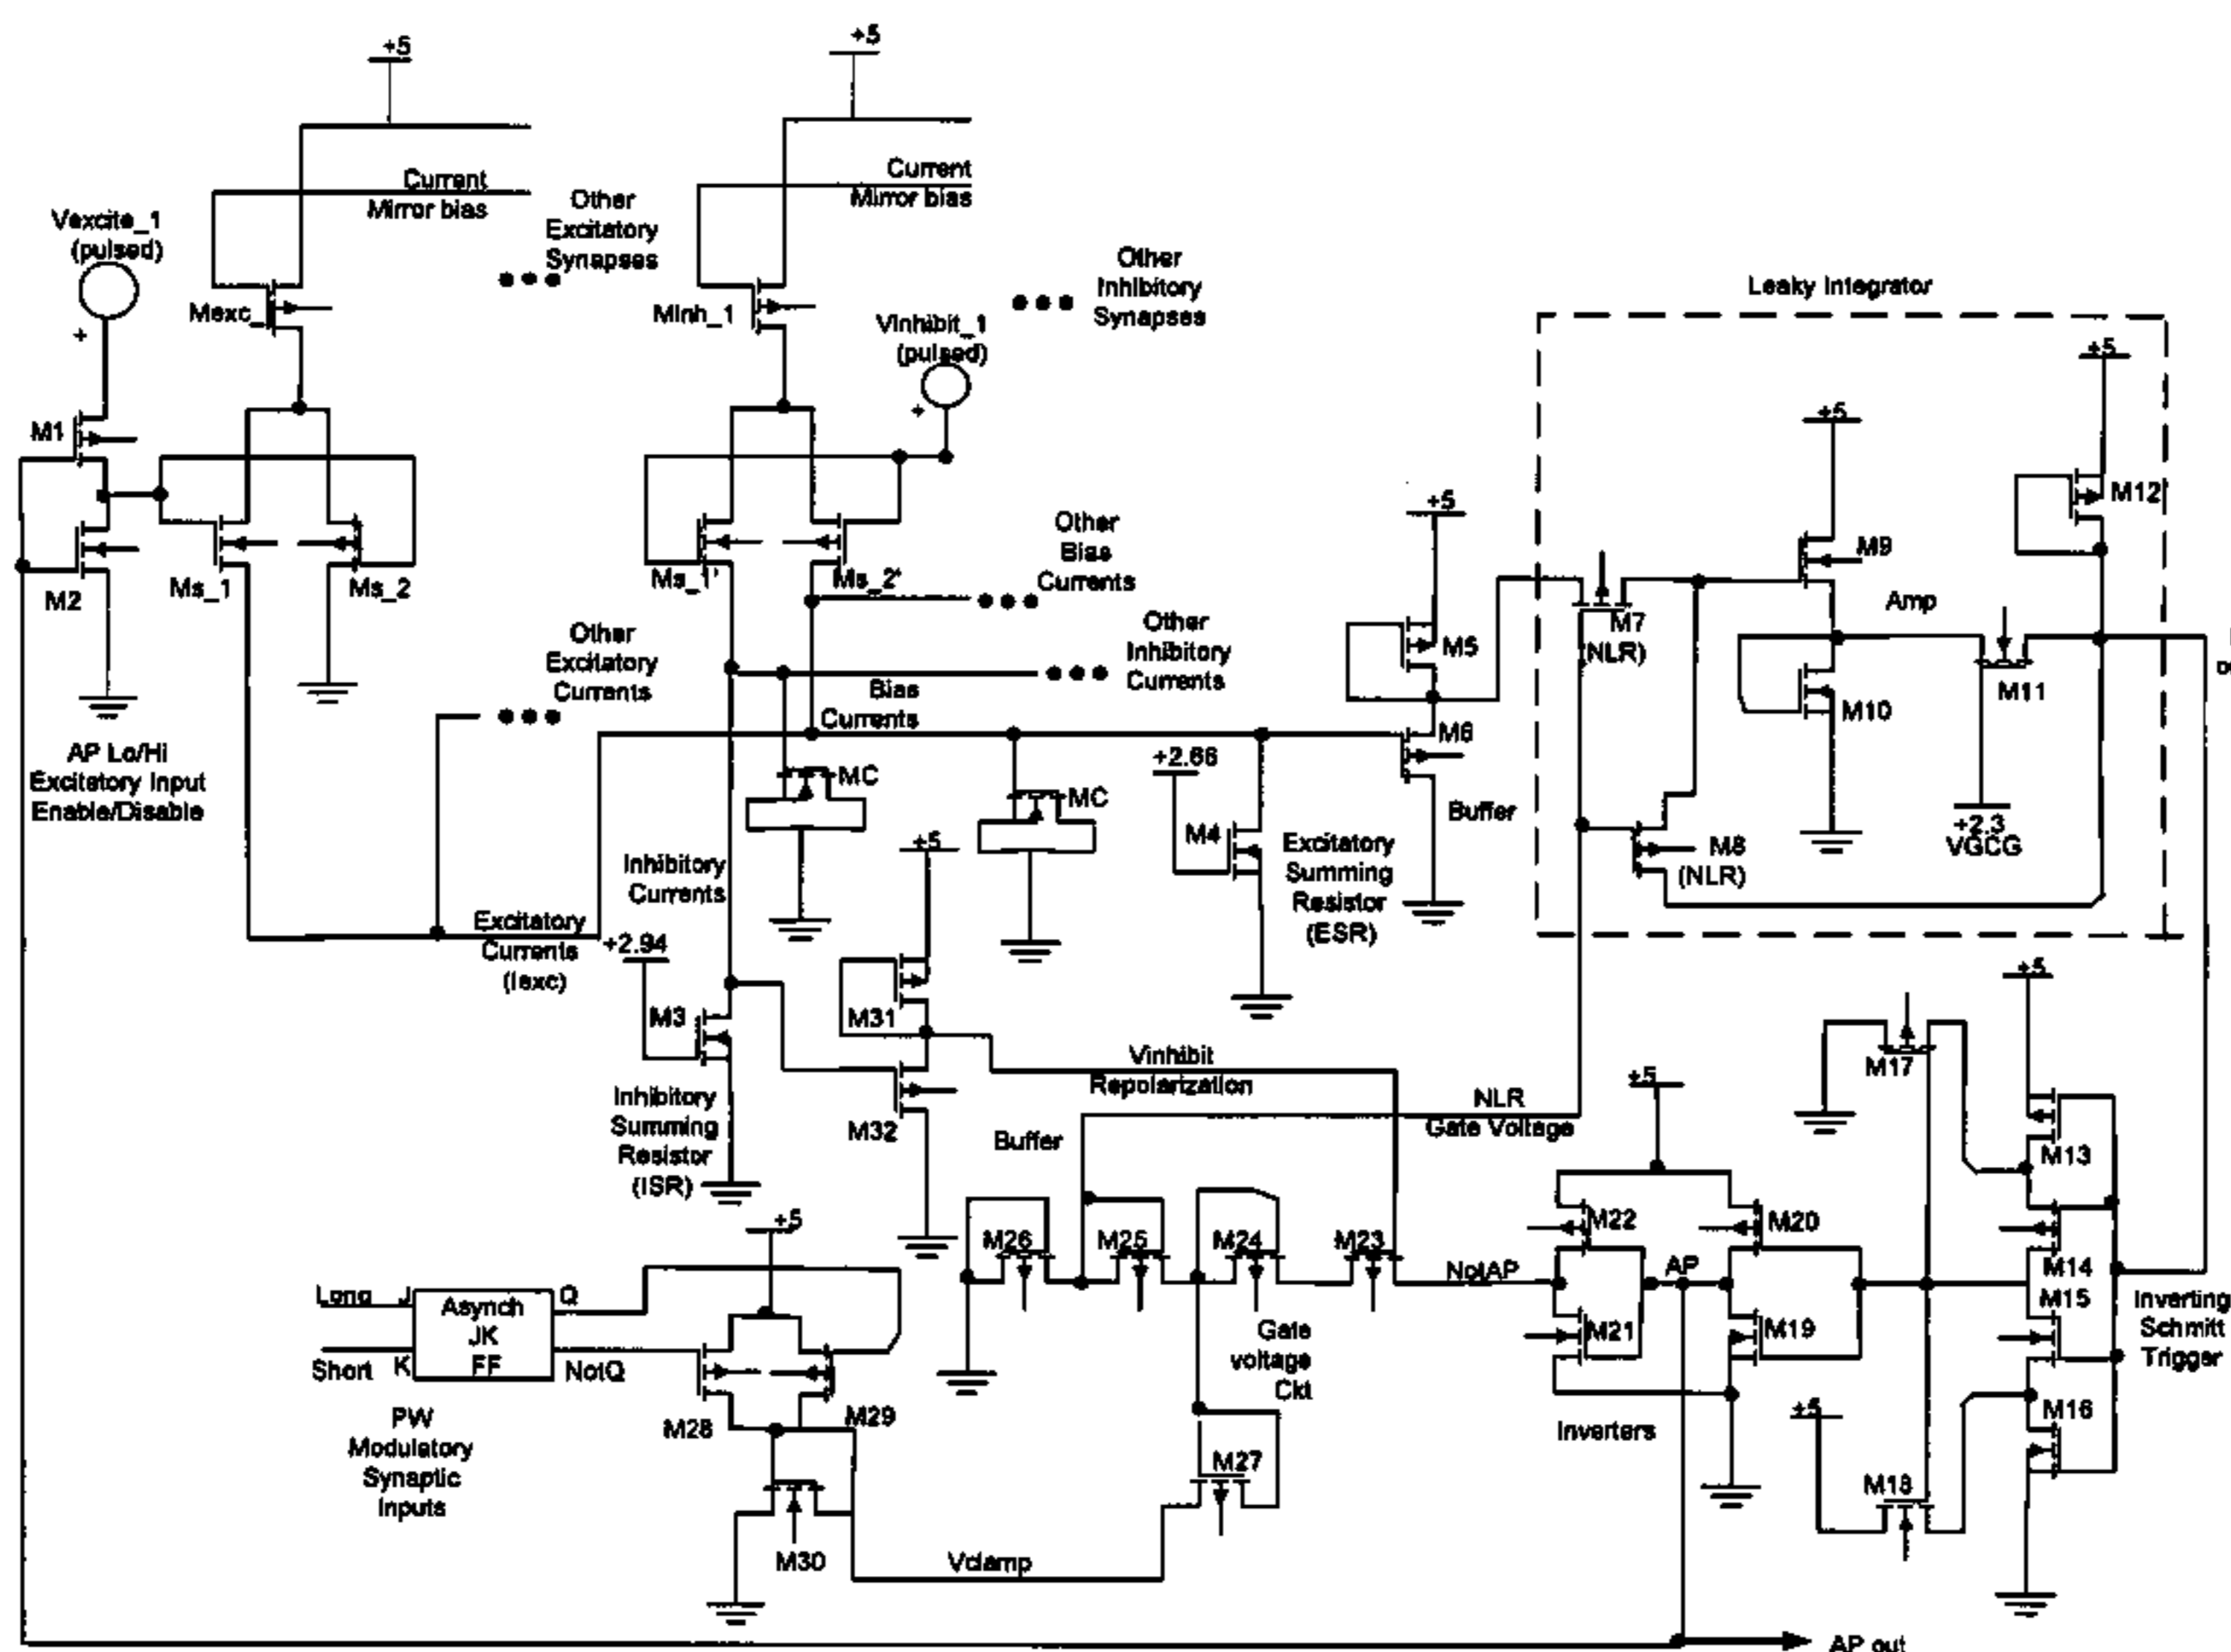 +5
+5
Current
Mirror bias
Current
Mirror bias
Vexcite_1
(pulsed)
+
Other
Excitatory
Synapses
Mexc_
Minh_1
Vinhibit_1
(pulsed)
+
Other
Inhibitory
Synapses
Leaky Integrator
+5
+5
M12
M1
M2
Ms_1
Ms_2
Ms_1'
Ms_2'
Other
Bias
Currents
+5
M9
M7
(NLR)
Amp
M5
M10
M11
Other
Excitatory
Currents
Other
Inhibitory
Currents
Bias
Currents
AP Lo/Hi
Excitatory Input
Enable/Disable
MC
MC
+2.66
M6
Buffer
M4
Excitatory
Summing
Resistor
(ESR)
M8
(NLR)
+2.3
VGCG
Inhibitory
Currents
+5
Excitatory
Currents
(Iexc)
+2.94
M3
M31
+5
M17
Inhibitory
Summing
Resistor
(ISR)
M32
Vinhibit
Repolarization
Buffer
NLR
Gate Voltage
+5
M13
+5
M26
M25
M24
M23
NotAP
M22
AP
M20
M14
M15
Long
J
Asynch
JK
FF
Q
Short
K
NotQ
Gate
voltage
Ckt
M21
M19
Inverting
Schmitt
Trigger
PW
Modulatory
Synaptic
Inputs
M28
M29
Inverters
+5
M16
M27
M18
M30
Vclamp
AP out